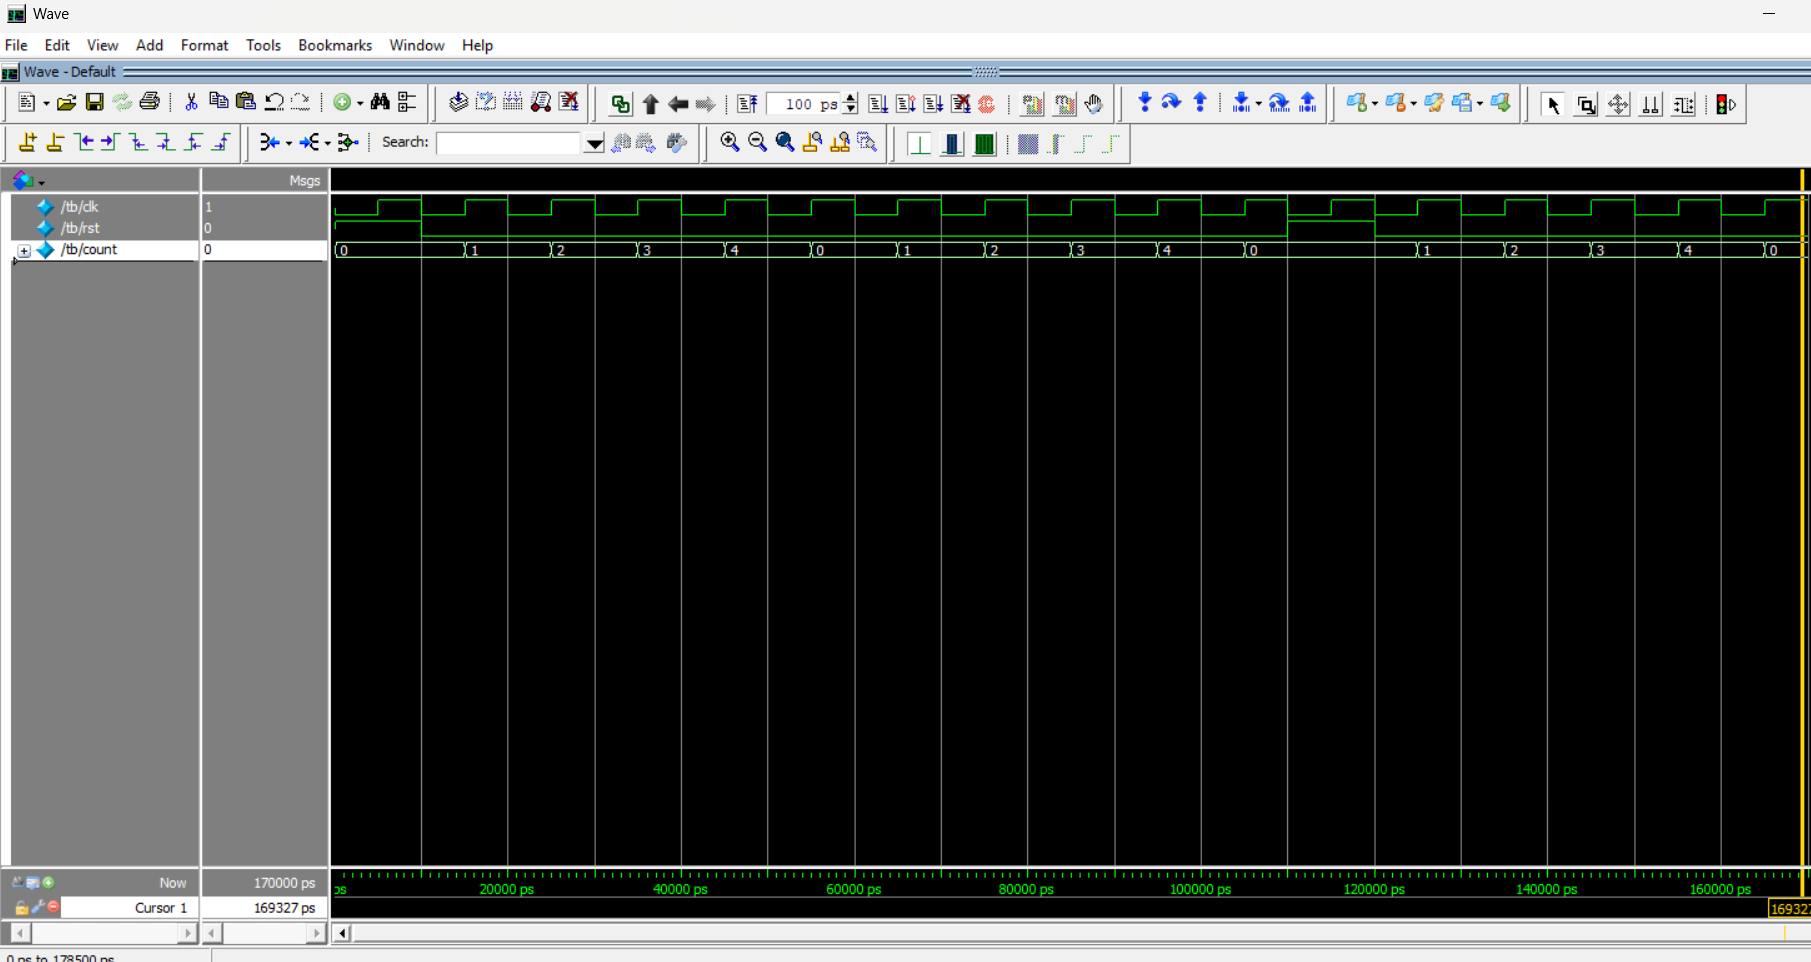 Wave
File Edit View Add Format Tools Bookmarks Window Help
Wave - Default
100 ps
Search:
Msgs
/tb/clk 1
/tb/rst 0
/tb/count 0 0 1 2 3 4 0 1 2 3 4 0 1 2 3 4 0
Now 170000 ps ps 20000 ps 40000 ps 60000 ps 80000 ps 100000 ps 120000 ps 140000 ps 160000 ps
Cursor 1 169327 ps 169327
0 ps to 178500 ps